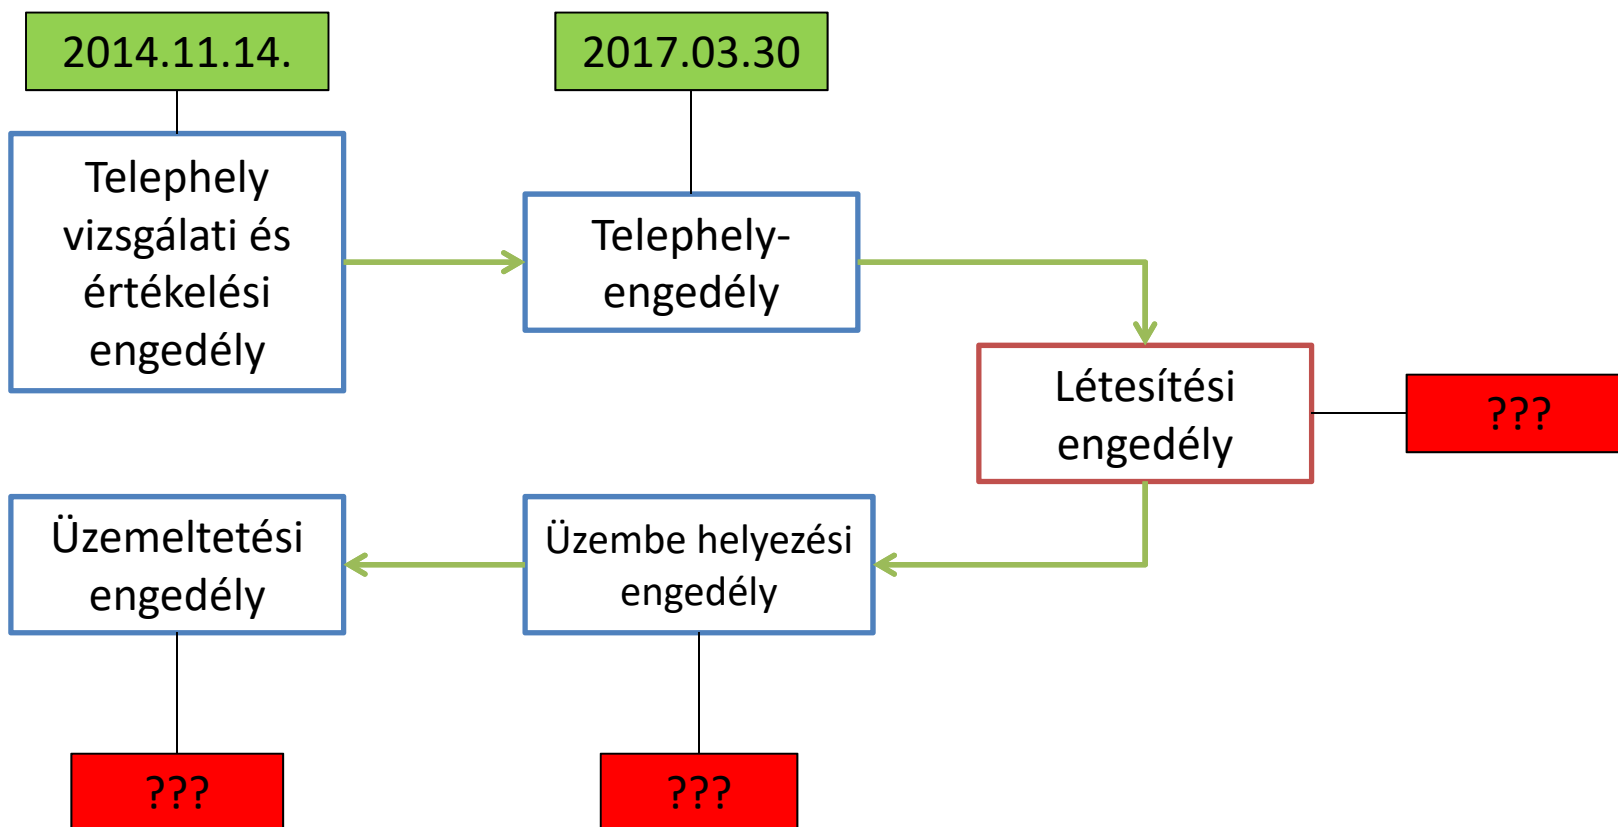 2014.11.14.
2017.03.30
Telephely
vizsgálati és
értékelési
engedély
Telephely-
engedély
Létesítési
engedély
???
Üzembe helyezési
engedély
Üzemeltetési
engedély
???
???